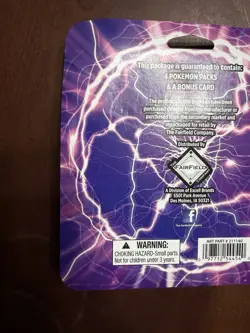 This package is guaranteed to contain:
4 POKEMON PACKS
& A BONUS CARD
The products in this package have been
purchased directly from the manufacturer or
purchased from the secondary market and
repackaged for retail by
The Fairfield Company
Distributed By
FAIRFIELD
A Division of Excell Brands
5501 Park Avenue
Des Moines, IA 50321
f
WARNING:
CHOKING HAZARD-Small parts.
Not for children under 3 years.